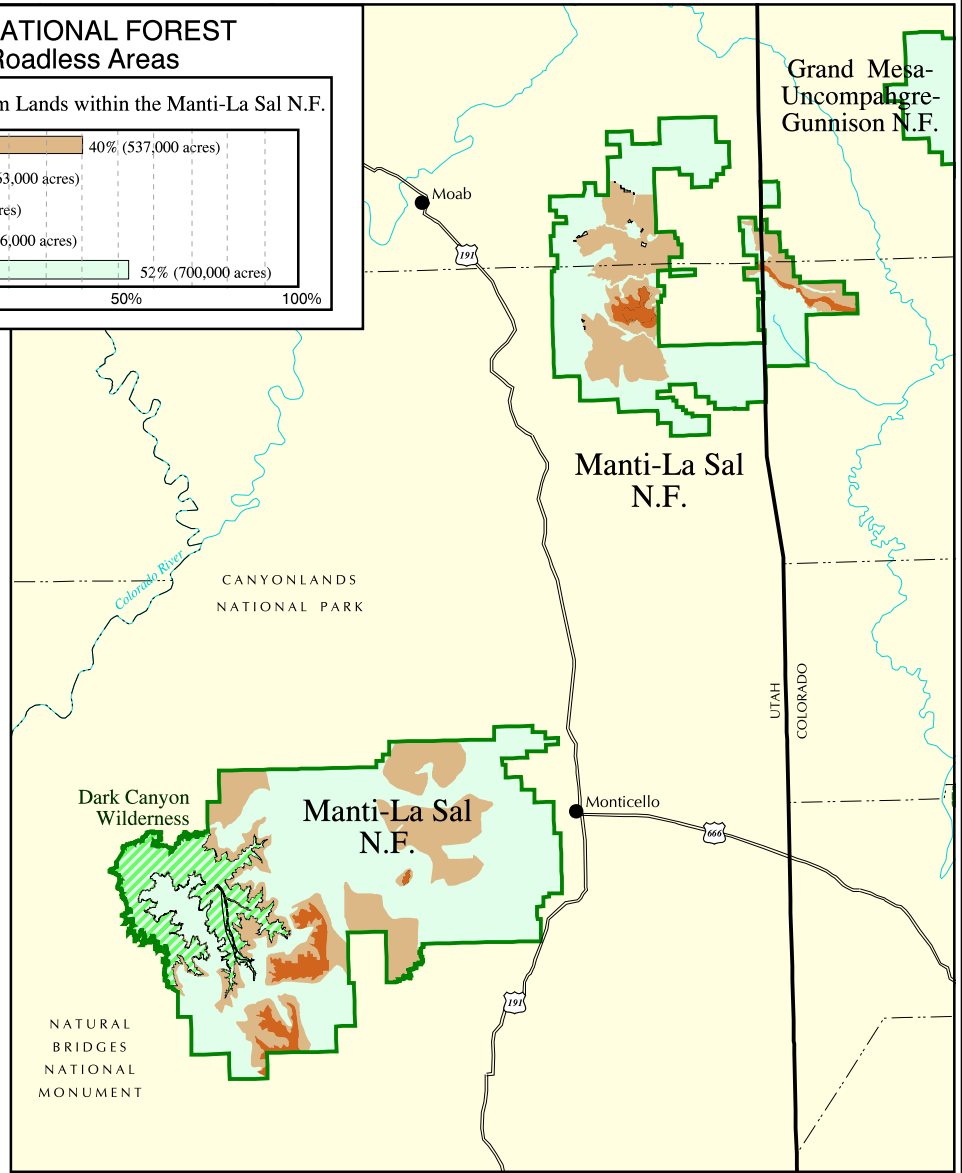 ATIONAL FOREST
Roadless Areas
m Lands within the Manti-La Sal N.F.
40% (537,000 acres)
63,000 acres)
res)
6,000 acres)
52% (700,000 acres)
50%
100%
Grand Mesa-
Uncompahgre-
Gunnison N.F.
Moab
191
Manti-La Sal
N.F.
Colorado River
CANYONLANDS
NATIONAL PARK
UTAH
COLORADO
Dark Canyon
Wilderness
Manti-La Sal
N.F.
Monticello
666
191
NATURAL
BRIDGES
NATIONAL
MONUMENT